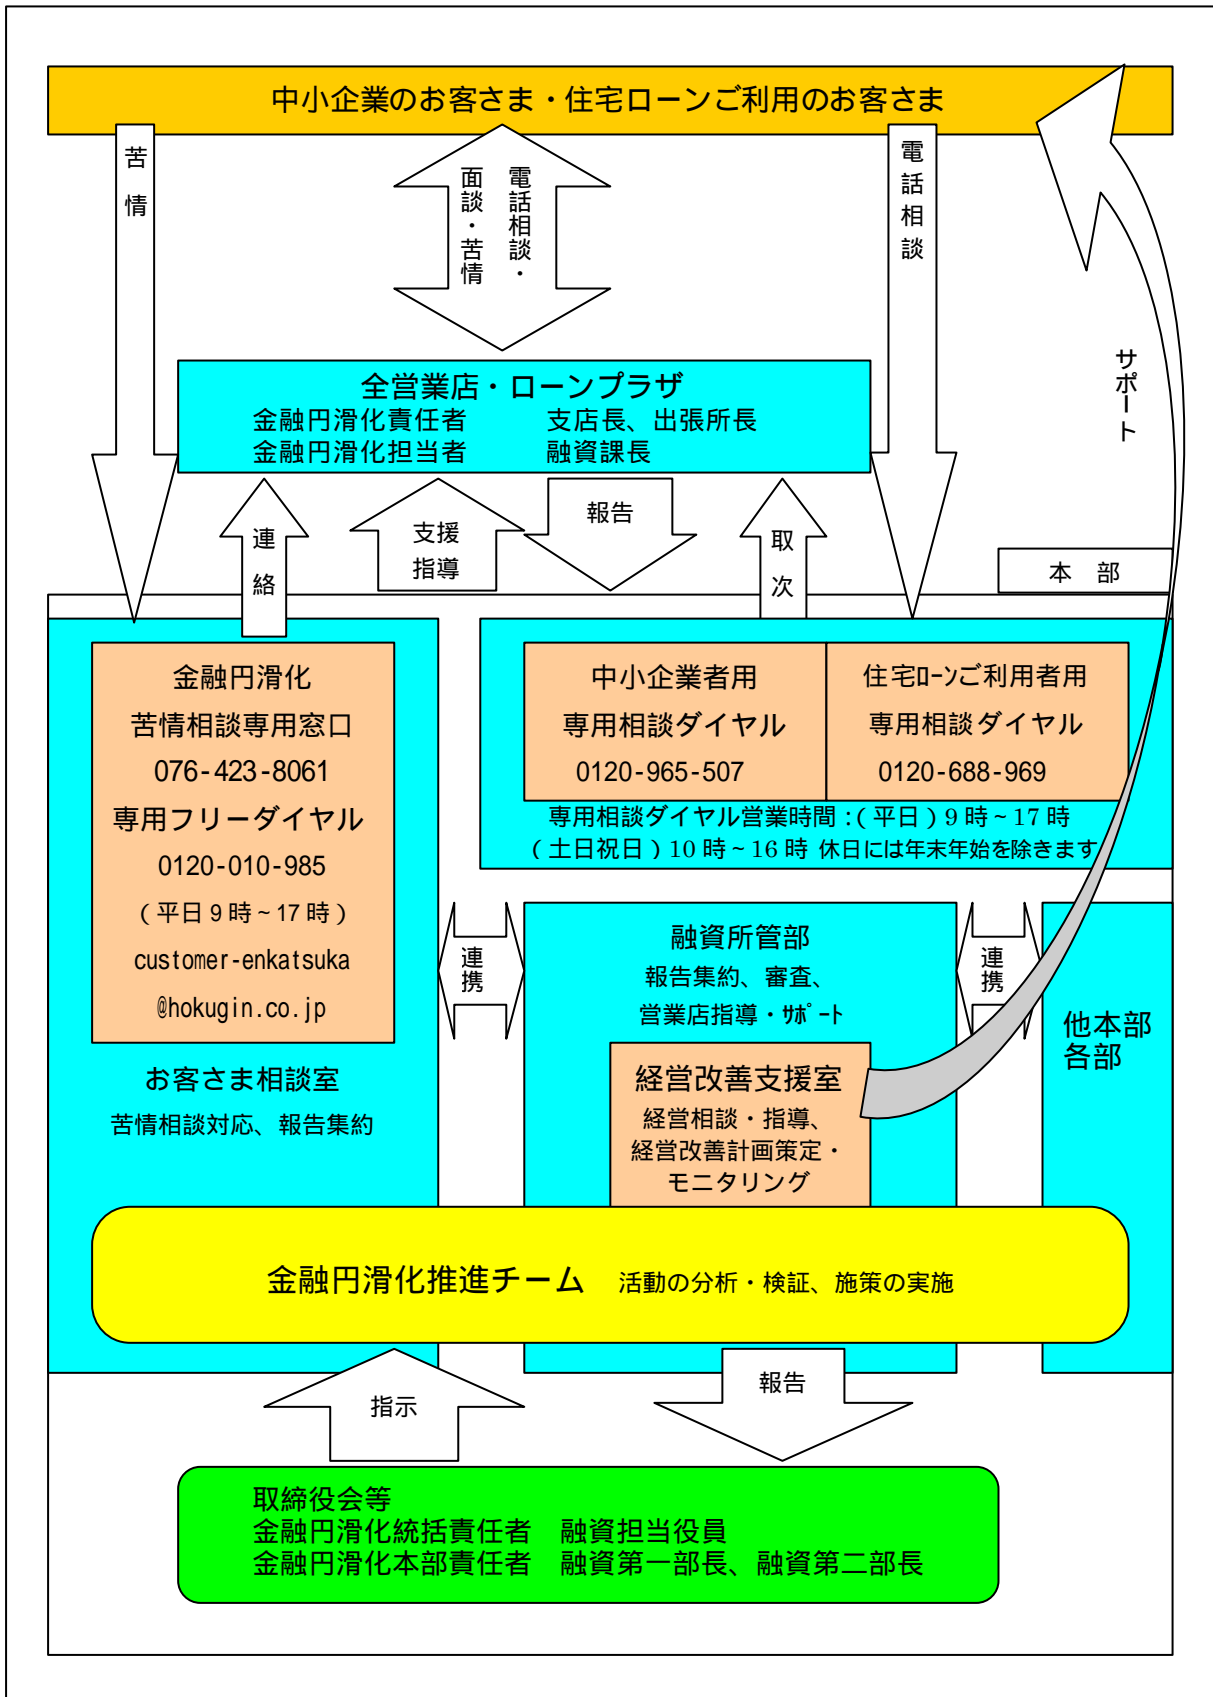 中小企業のお客さま・住宅ローンご利用のお客さま
苦情
電話相談・
面談・苦情
電話相談
サポート
全営業店・ローンプラザ
金融円滑化責任者　支店長、出張所長
金融円滑化担当者　融資課長
連絡
支援
指導
報告
取次
本　部
金融円滑化
苦情相談専用窓口
076-423-8061
専用フリーダイヤル
0120-010-985
（平日9時～17時）
customer-enkatsuka
@hokugin.co.jp
お客さま相談室
苦情相談対応、報告集約
中小企業者用
専用相談ダイヤル
0120-965-507
住宅ﾛｰﾝご利用者用
専用相談ダイヤル
0120-688-969
専用相談ダイヤル営業時間：（平日）9時～17時
（土日祝日）10時～16時 休日には年末年始を除きます
連携
融資所管部
報告集約、審査、
営業店指導・ｻﾎﾟｰﾄ
経営改善支援室
経営相談・指導、
経営改善計画策定・
モニタリング
連携
他本部
各部
金融円滑化推進チーム　活動の分析・検証、施策の実施
指示
報告
取締役会等
金融円滑化統括責任者　融資担当役員
金融円滑化本部責任者　融資第一部長、融資第二部長